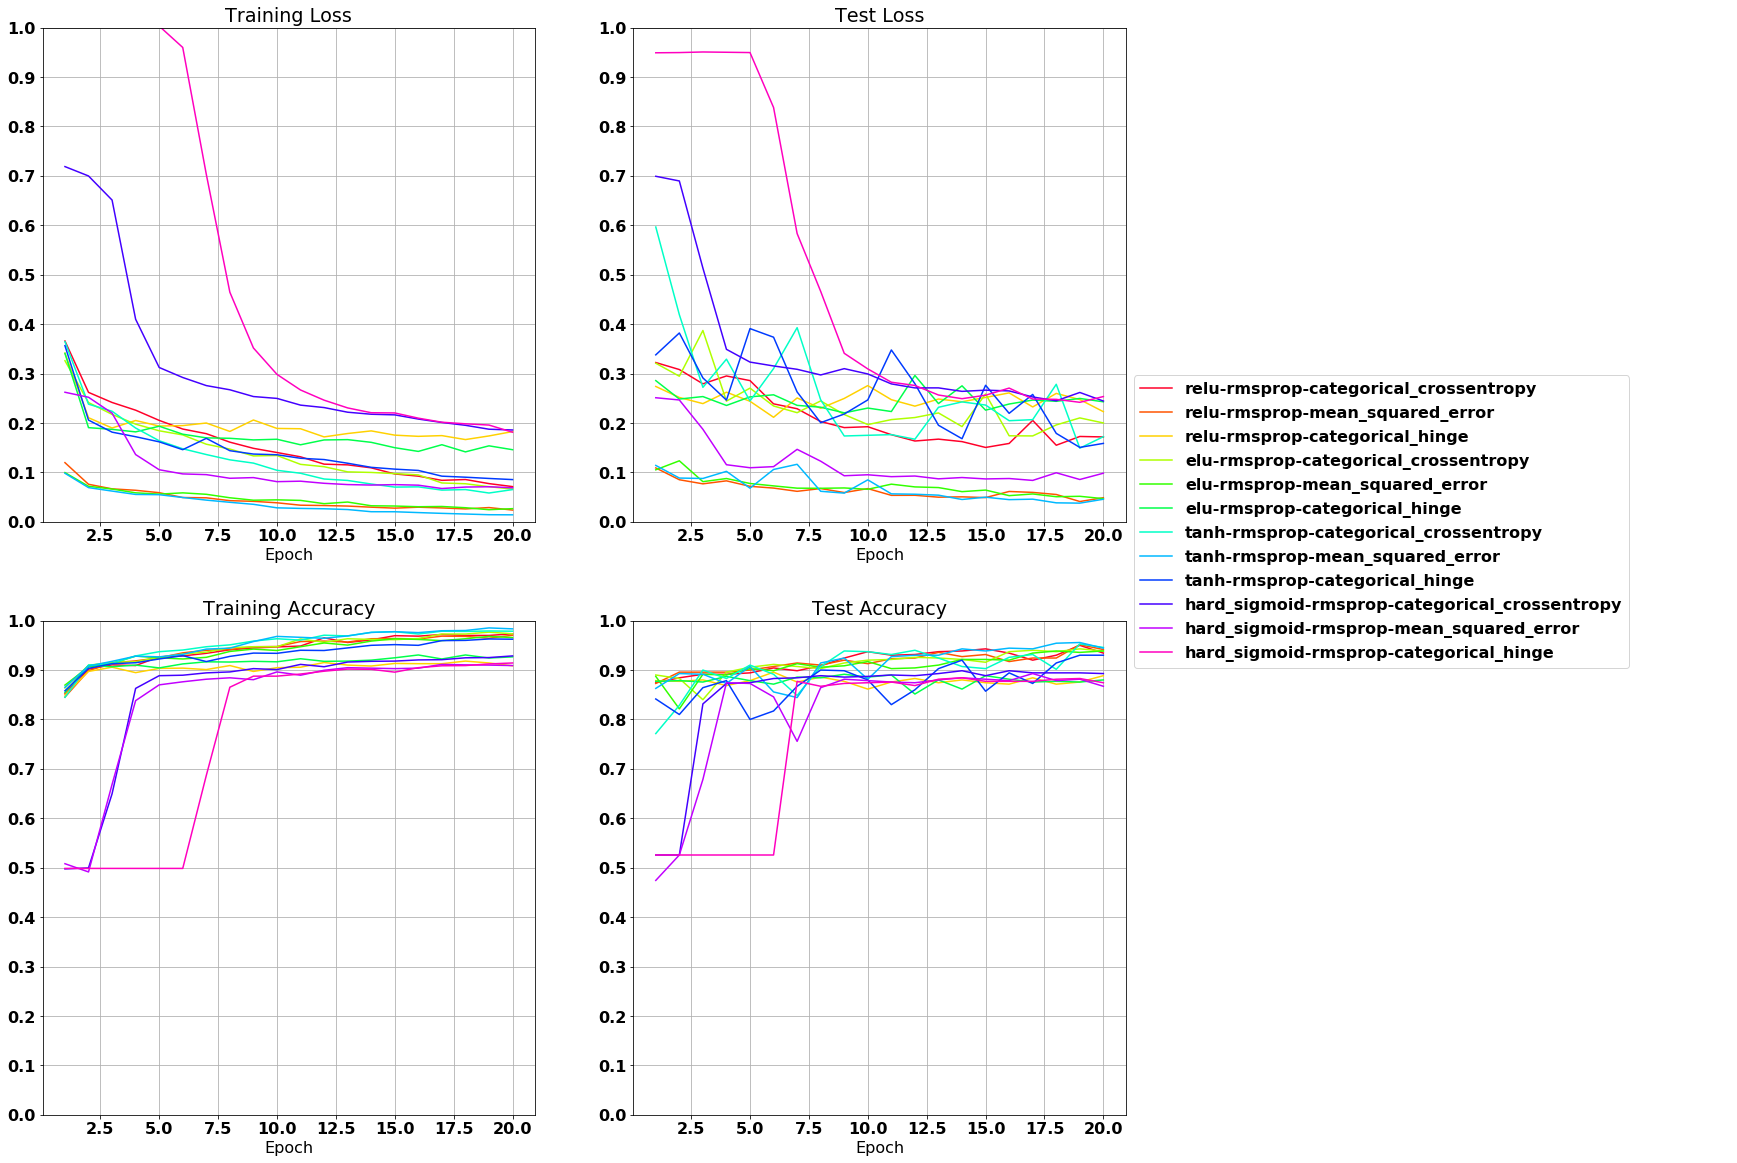 Training Loss
1.0
0.9
0.8
0.7
0.6
0.5
0.4
0.3
0.2
0.1
0.0
2.5 5.0 7.5 10.0 12.5 15.0 17.5 20.0
Epoch
Test Loss
1.0
0.9
0.8
0.7
0.6
0.5
0.4
0.3
0.2
0.1
0.0
2.5 5.0 7.5 10.0 12.5 15.0 17.5 20.0
Epoch
relu-rmsprop-categorical_crossentropy
relu-rmsprop-mean_squared_error
relu-rmsprop-categorical_hinge
elu-rmsprop-categorical_crossentropy
elu-rmsprop-mean_squared_error
elu-rmsprop-categorical_hinge
tanh-rmsprop-categorical_crossentropy
tanh-rmsprop-mean_squared_error
tanh-rmsprop-categorical_hinge
hard_sigmoid-rmsprop-categorical_crossentropy
hard_sigmoid-rmsprop-mean_squared_error
hard_sigmoid-rmsprop-categorical_hinge
Training Accuracy
1.0
0.9
0.8
0.7
0.6
0.5
0.4
0.3
0.2
0.1
0.0
2.5 5.0 7.5 10.0 12.5 15.0 17.5 20.0
Epoch
Test Accuracy
1.0
0.9
0.8
0.7
0.6
0.5
0.4
0.3
0.2
0.1
0.0
2.5 5.0 7.5 10.0 12.5 15.0 17.5 20.0
Epoch